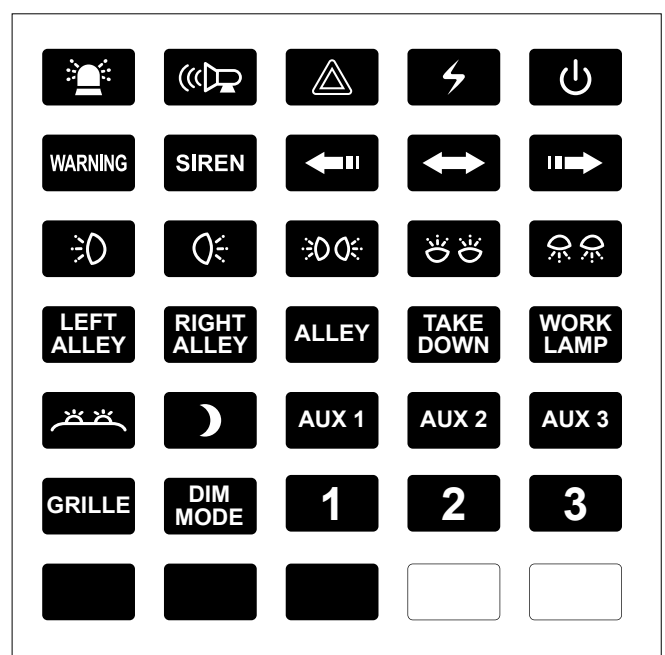 WARNING
SIREN
LEFT
ALLEY
RIGHT
ALLEY
ALLEY
TAKE
DOWN
WORK
LAMP
AUX 1
AUX 2
AUX 3
GRILLE
DIM
MODE
1
2
3